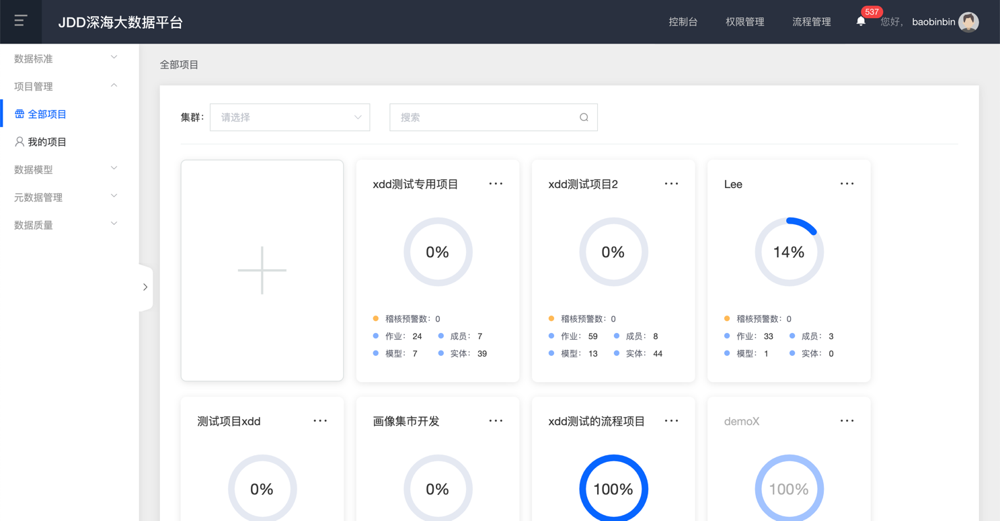 JDD深海大数据平台
控制台
权限管理
流程管理
537
您好,
baobinbin
数据标准
项目管理
全部项目
我的项目
数据模型
元数据管理
数据质量
全部项目
集群:
请选择
搜索
xdd测试专用项目
0%
稽核预警数: 0
作业: 24 成员: 7
模型: 7 实体: 39
xdd测试项目2
0%
稽核预警数: 0
作业: 59 成员: 8
模型: 13 实体: 44
Lee
14%
稽核预警数: 0
作业: 33 成员: 3
模型: 1 实体: 0
测试项目xdd
0%
画像集市开发
0%
xdd测试的流程项目
100%
demoX
100%